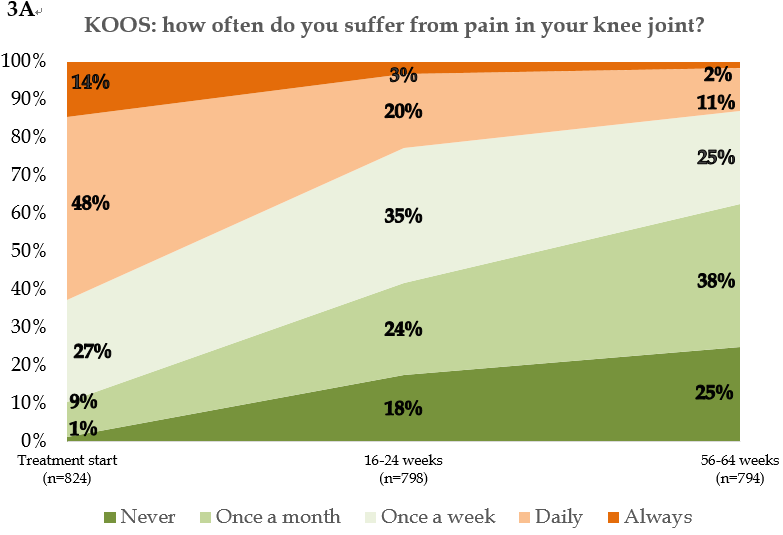 3A↵
KOOS: how often do you suffer from pain in your knee joint?
100%
90%
80%
70%
60%
50%
40%
30%
20%
10%
0%
14%
48%
27%
9%
1%
3%
20%
35%
24%
18%
2%
11%
25%
38%
25%
Treatment start
(n=824)
16-24 weeks
(n=798)
56-64 weeks
(n=794)
Never Once a month Once a week Daily Always